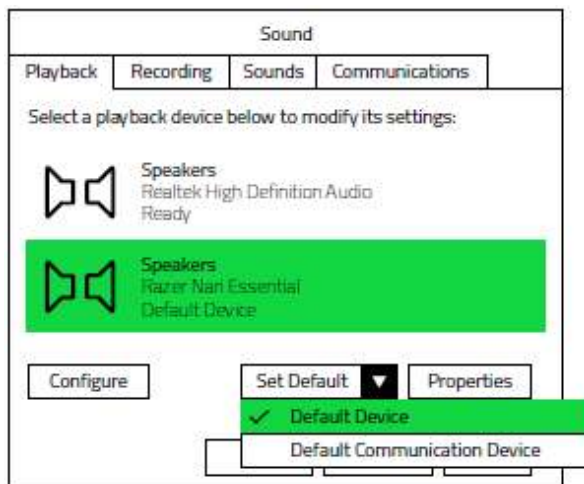 Sound
Playback Recording Sounds Communications
Select a playback device below to modify its settings:
Speakers
Realtek High Definition Audio
Ready
Speakers
Razer Nari Essential
Default Device
Configure Set Default Properties
Default Device
Default Communication Device